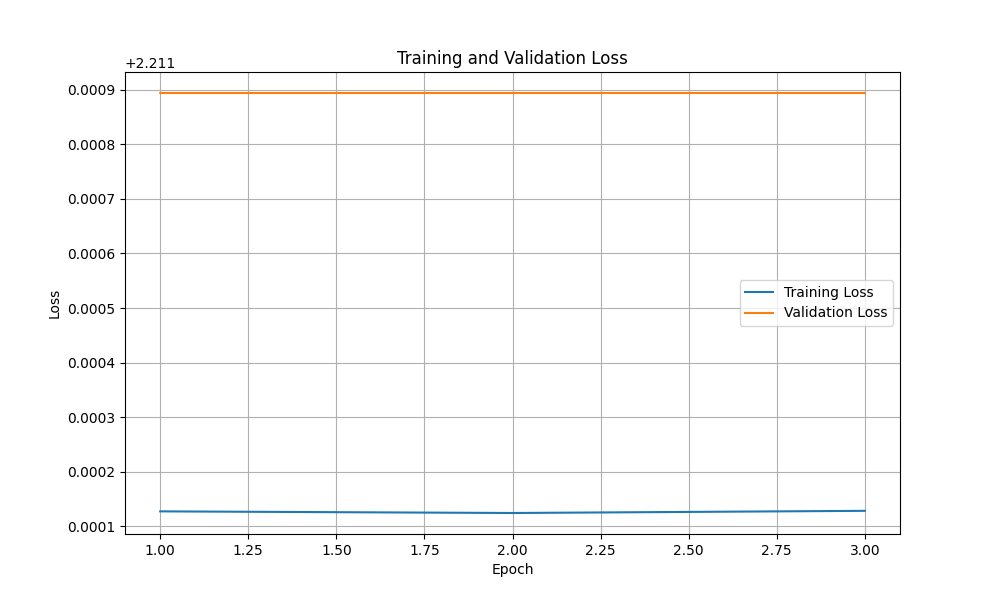 Training and Validation Loss
+2.211
0.0009
0.0008
0.0007
0.0006
0.0005
0.0004
0.0003
0.0002
0.0001
Loss
Training Loss
Validation Loss
1.00 1.25 1.50 1.75 2.00 2.25 2.50 2.75 3.00
Epoch